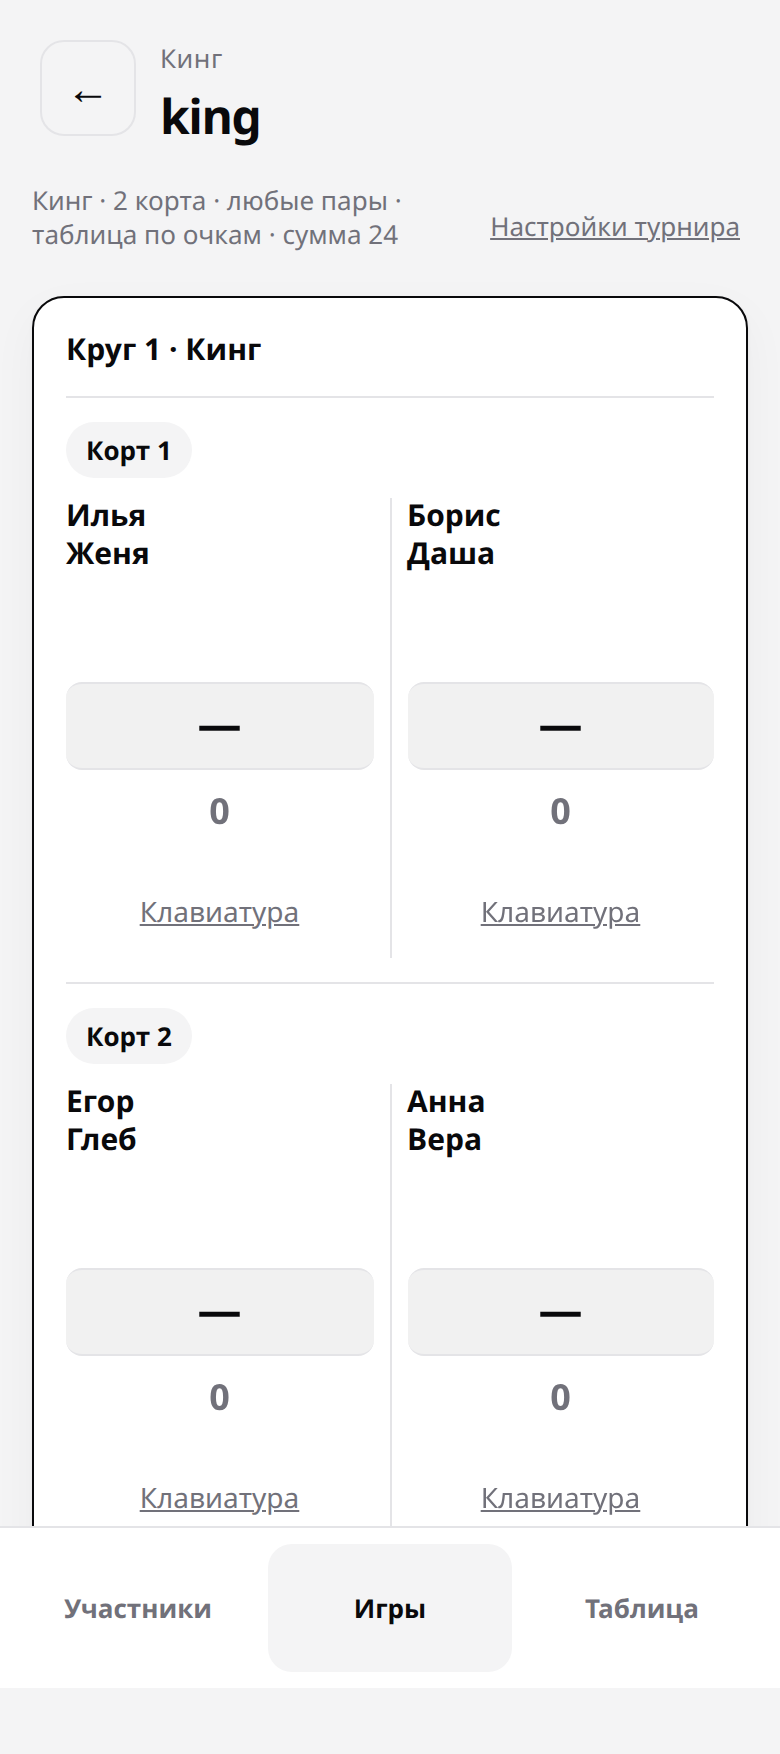 ←
Кинг
king
Кинг · 2 корта · любые пары ·
таблица по очкам · сумма 24
Настройки турнира
Круг 1 · Кинг
Корт 1
Илья
Женя
Борис
Даша
—
—
0
0
Клавиатура
Клавиатура
Корт 2
Егор
Глеб
Анна
Вера
—
—
0
0
Клавиатура
Клавиатура
Участники
Игры
Таблица